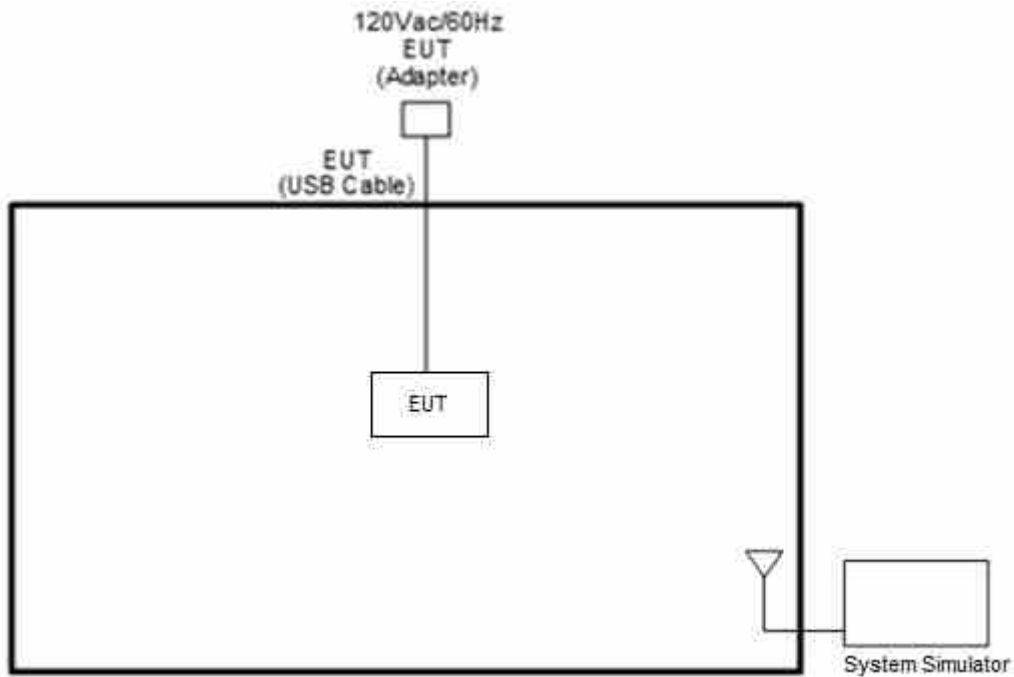 120Vac/60Hz
EUT
(Adapter)
EUT
(USB Cable)
EUT
System Simulator